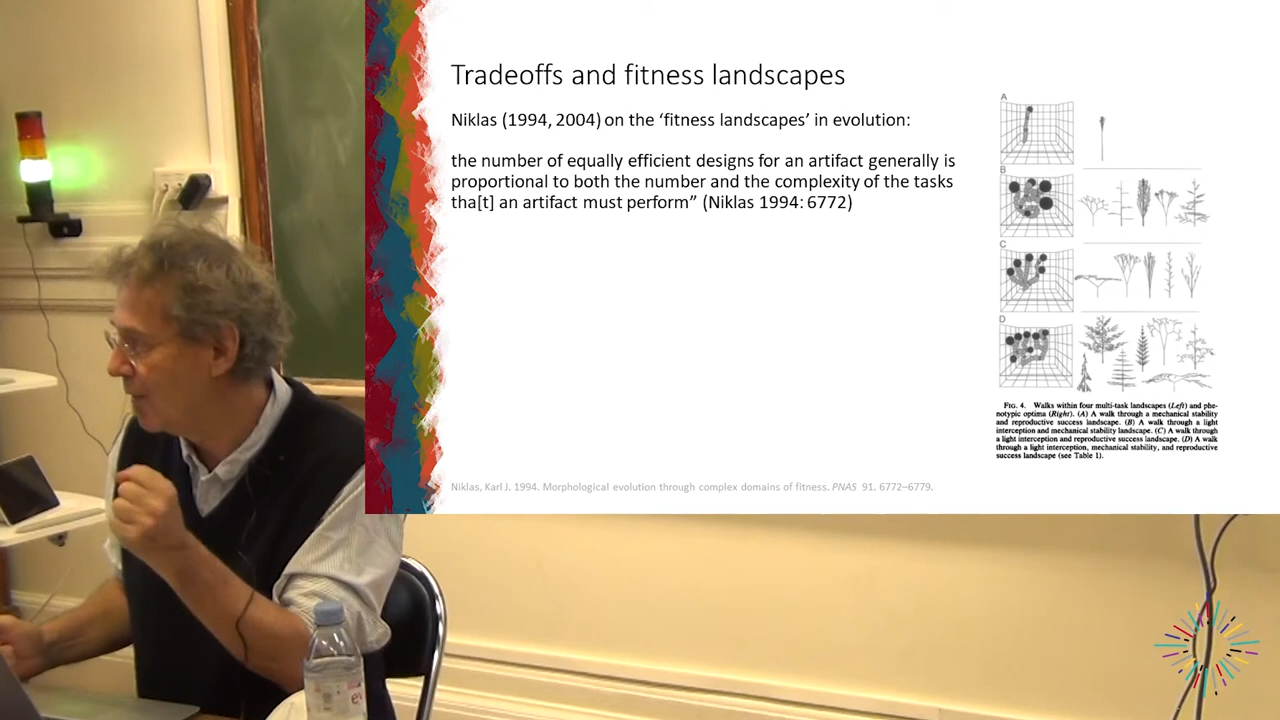 Tradeoffs and fitness landscapes
Niklas (1994, 2004) on the ‘fitness landscapes’ in evolution:
the number of equally efficient designs for an artifact generally is
proportional to both the number and the complexity of the tasks
tha[t] an artifact must perform” (Niklas 1994: 6772)
A
B
C
D
FIG. 4. Walks within four multi-task landscapes (Left) and phe-
notypic optima (Right). (A) A walk through a mechanical stability
and reproductive success landscape. (B) A walk through a light
interception and mechanical stability landscape. (C) A walk through
a light interception and reproductive success landscape. (D) A walk
through a light interception, mechanical stability, and reproductive
success landscape (see Table 1).
Niklas, Karl J. 1994. Morphological evolution through complex domains of fitness. PNAS 91. 6772–6779.